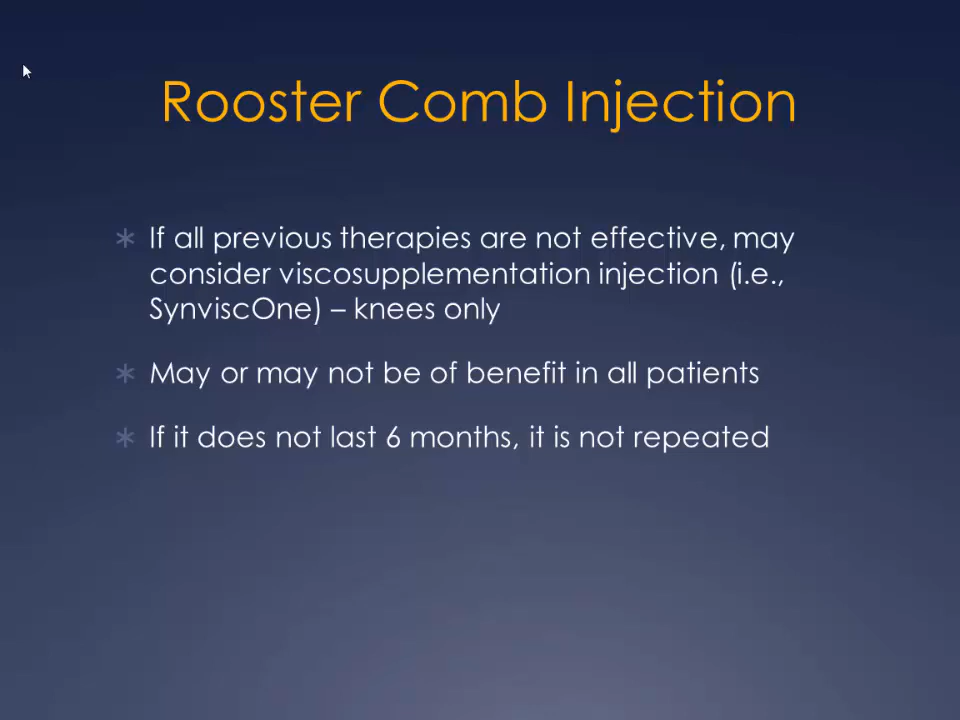 Rooster Comb Injection
If all previous therapies are not effective, may
consider viscosupplementation injection (i.e.,
SynviscOne) – knees only
May or may not be of benefit in all patients
If it does not last 6 months, it is not repeated